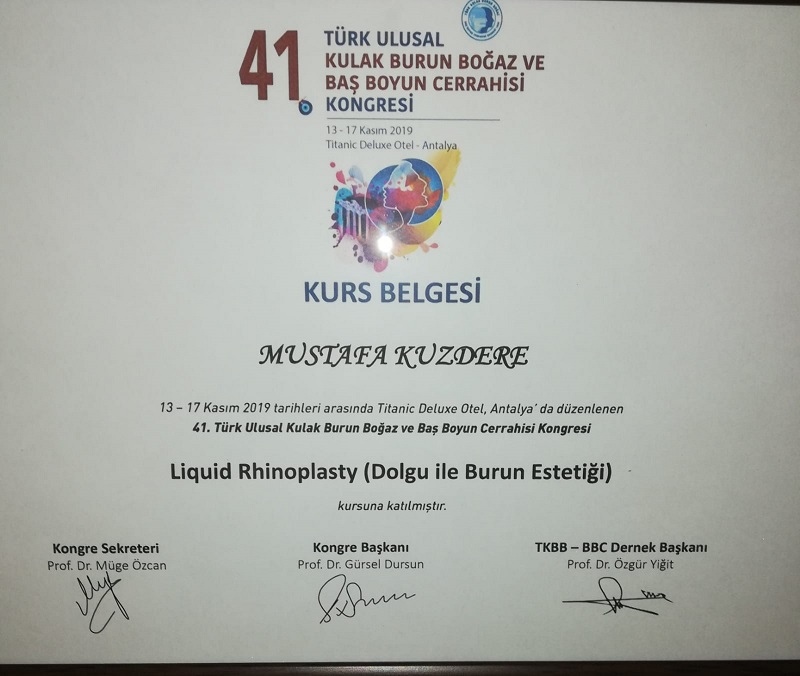 41.
TÜRK ULUSAL
KULAK BURUN BOĞAZ VE
BAŞ BOYUN CERRAHİSİ
KONGRESİ
13 - 17 Kasım 2019
Titanic Deluxe Otel - Antalya
KURS BELGESİ
MUSTAFA KUZDERE
13 – 17 Kasım 2019 tarihleri arasında Titanic Deluxe Otel, Antalya´ da düzenlenen
41. Türk Ulusal Kulak Burun Boğaz ve Baş Boyun Cerrahisi Kongresi
Liquid Rhinoplasty (Dolgu ile Burun Estetiği)
kursuna katılmıştır.
Kongre Sekreteri
Prof. Dr. Müge Özcan
Kongre Başkanı
Prof. Dr. Gürsel Dursun
TKBB – BBC Dernek Başkanı
Prof. Dr. Özgür Yiğit